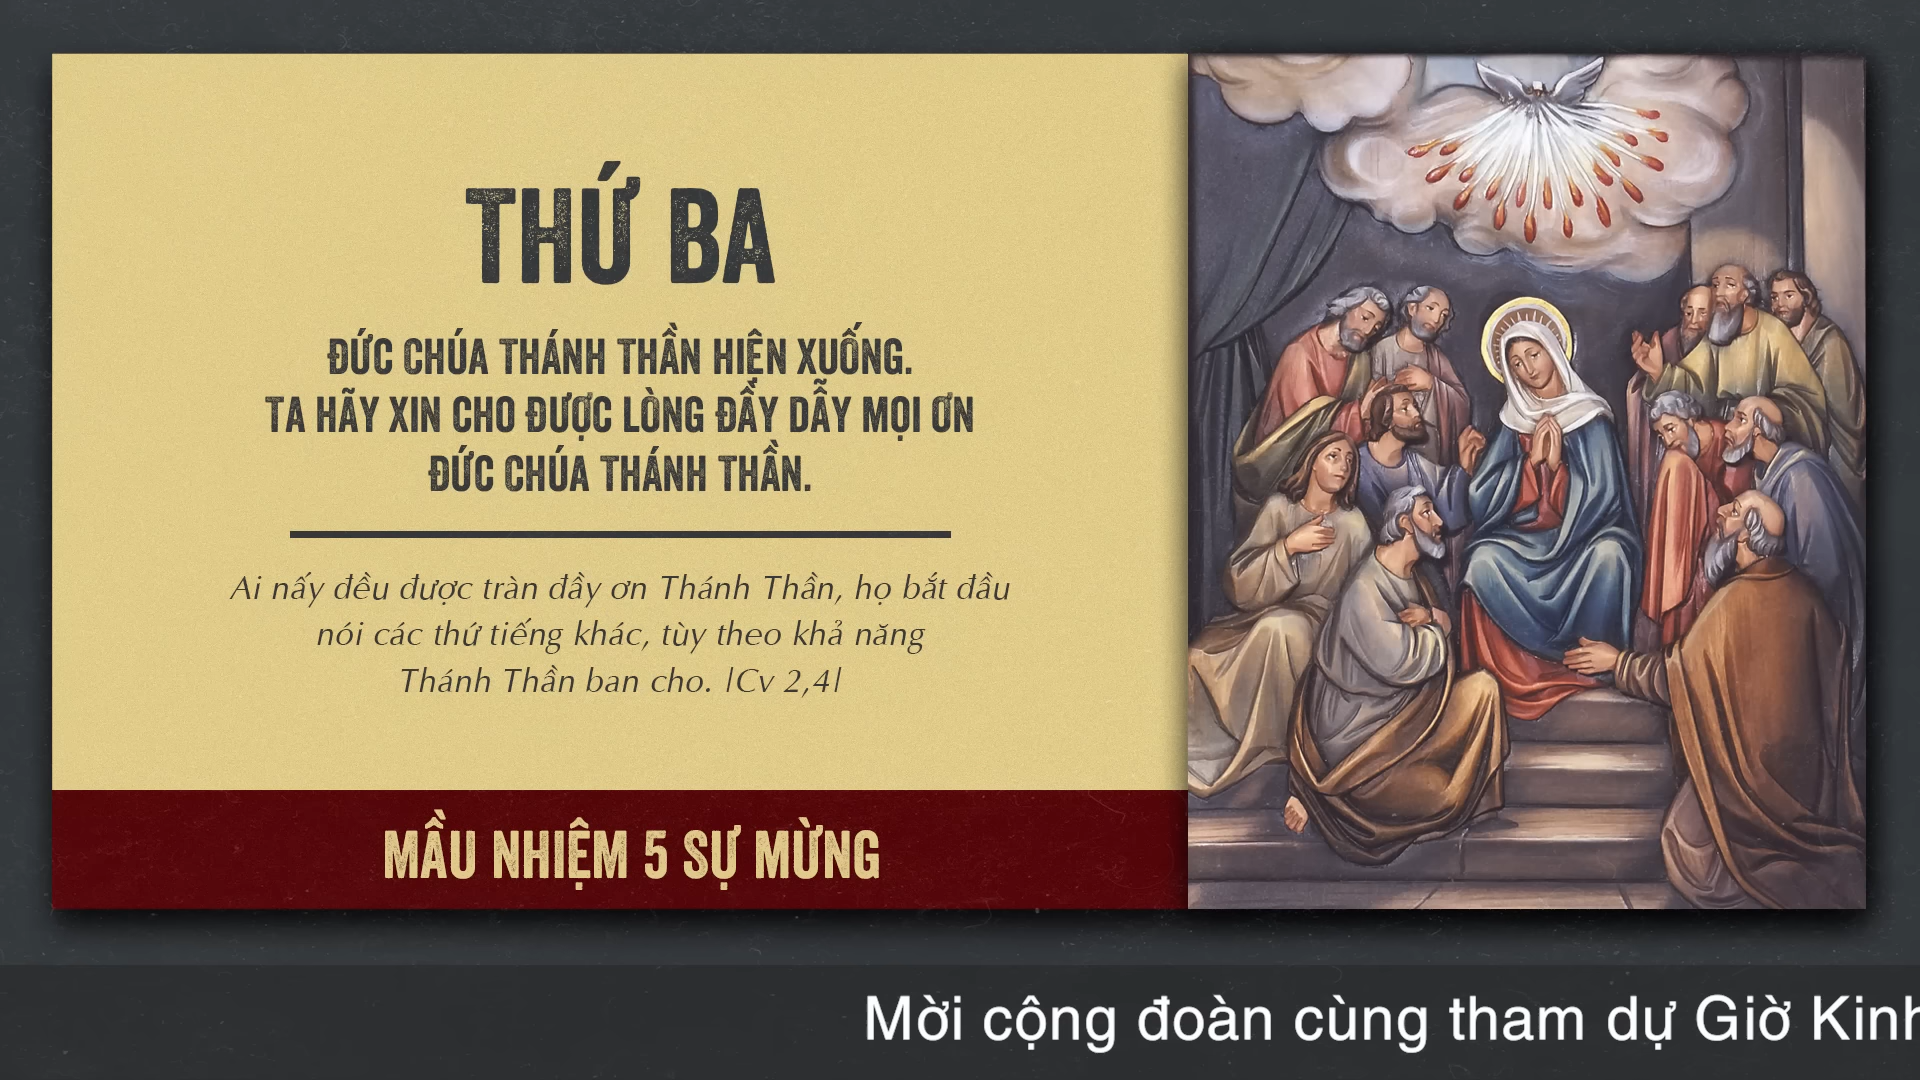 THỨ BA
ĐỨC CHÚA THÁNH THẦN HIỆN XUỐNG.
TA HÃY XIN CHO ĐƯỢC LÒNG ĐẦY DẪY MỌI ƠN
ĐỨC CHÚA THÁNH THẦN.
Ai nấy đều được tràn đầy ơn Thánh Thần, họ bắt đầu
nói các thứ tiếng khác, tùy theo khả năng
Thánh Thần ban cho. |Cv 2,4|
MẦU NHIỆM 5 SỰ MỪNG
Mời cộng đoàn cùng tham dự Giờ Kinh